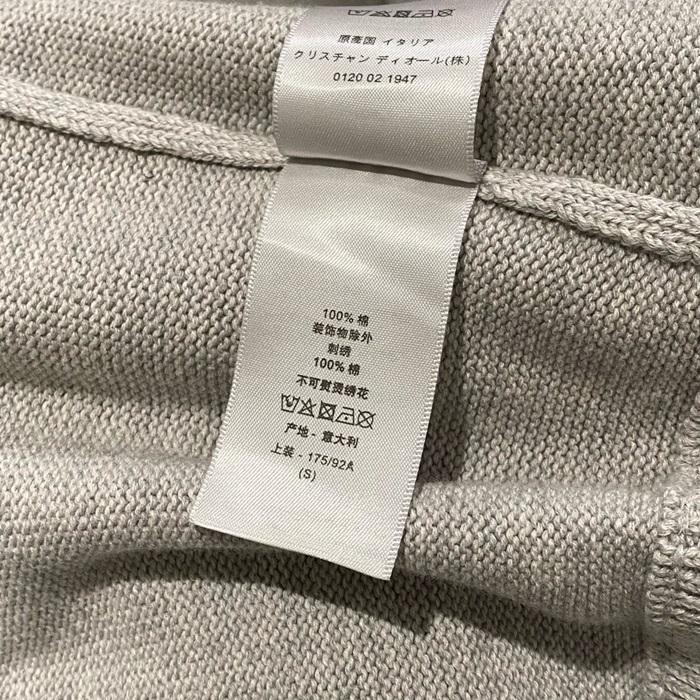 原産国 イタリア
クリスチャン ディオール(株)
0120 02 1947
100% 棉
装饰物除外
刺绣
100% 棉
不可熨烫绣花
产地 - 意大利
上装 - 175/92A
(S)